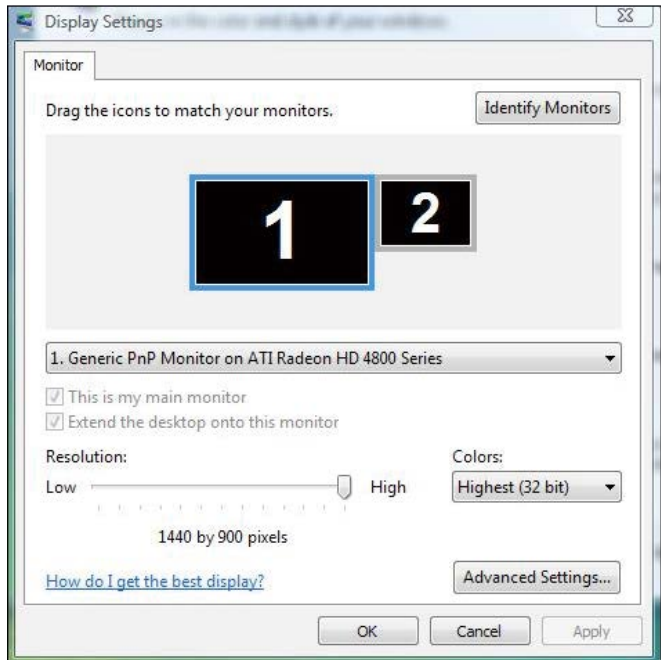 Display Settings
Monitor
Drag the icons to match your monitors.
Identify Monitors
1
2
1. Generic PnP Monitor on ATI Radeon HD 4800 Series
This is my main monitor
Extend the desktop onto this monitor
Resolution:
Colors:
Low
High
Highest (32 bit)
1440 by 900 pixels
How do I get the best display?
Advanced Settings...
OK
Cancel
Apply